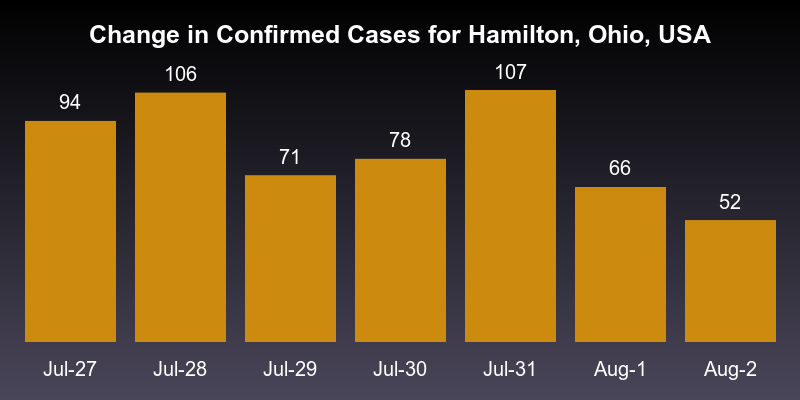 Change in Confirmed Cases for Hamilton, Ohio, USA
94
106
71
78
107
66
52
Jul-27
Jul-28
Jul-29
Jul-30
Jul-31
Aug-1
Aug-2